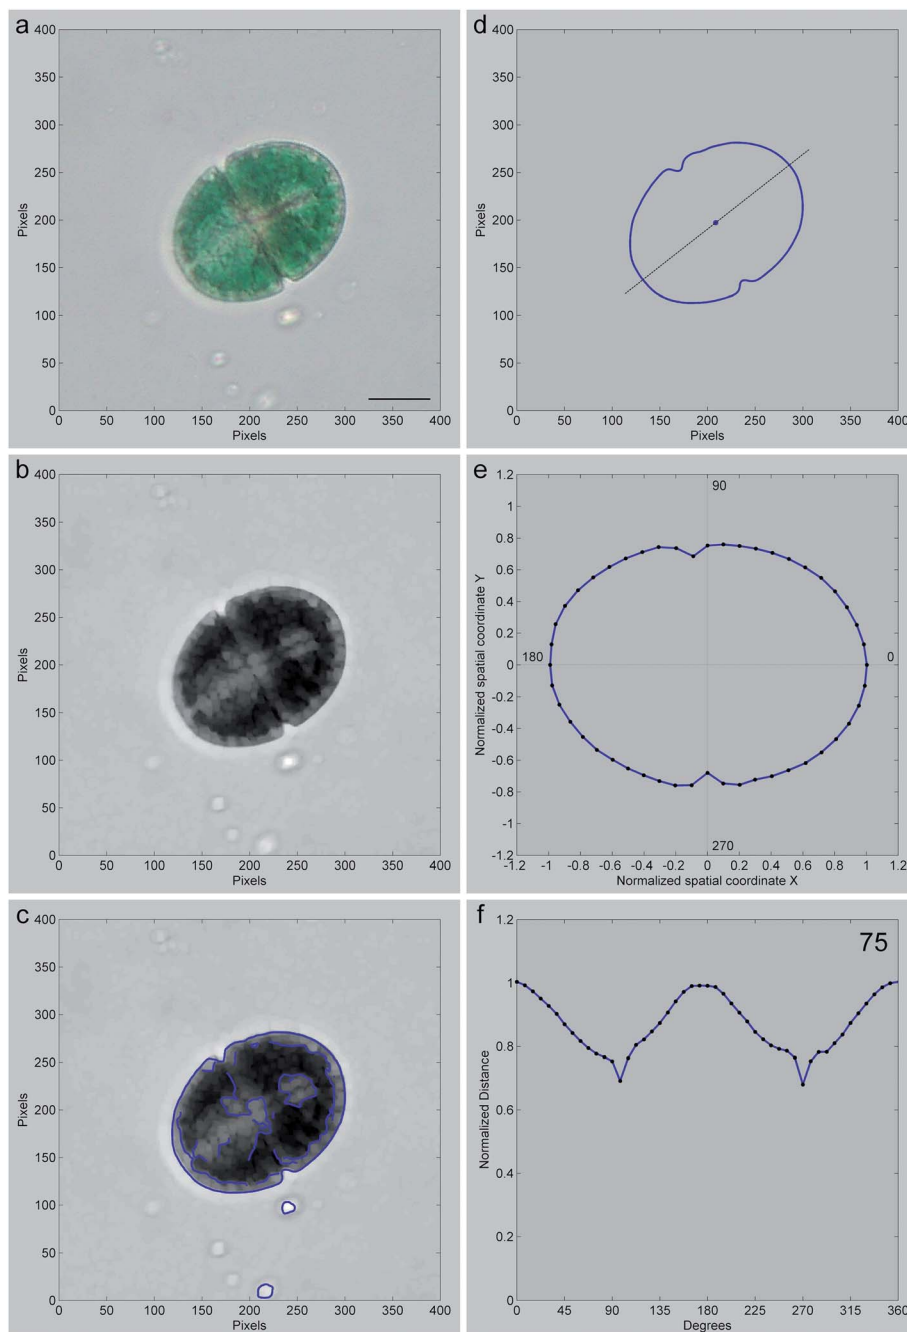 a
400
350
300
250
200
150
100
50
0
0 50 100 150 200 250 300 350 400
Pixels
Pixels
d
400
350
300
250
200
150
100
50
0
0 50 100 150 200 250 300 350 400
Pixels
Pixels
b
400
350
300
250
200
150
100
50
0
0 50 100 150 200 250 300 350 400
Pixels
Pixels
e
1.2
1
0.8
0.6
0.4
0.2
0
-0.2
-0.4
-0.6
-0.8
-1
-1.2
90
180
0
270
-1.2 -1 -0.8 -0.6 -0.4 -0.2 0 0.2 0.4 0.6 0.8 1 1.2
Normalized spatial coordinate X
Normalized spatial coordinate Y
c
400
350
300
250
200
150
100
50
0
0 50 100 150 200 250 300 350 400
Pixels
Pixels
f
75
1.2
1
0.8
0.6
0.4
0.2
0
0 45 90 135 180 225 270 315 360
Degrees
Normalized Distance